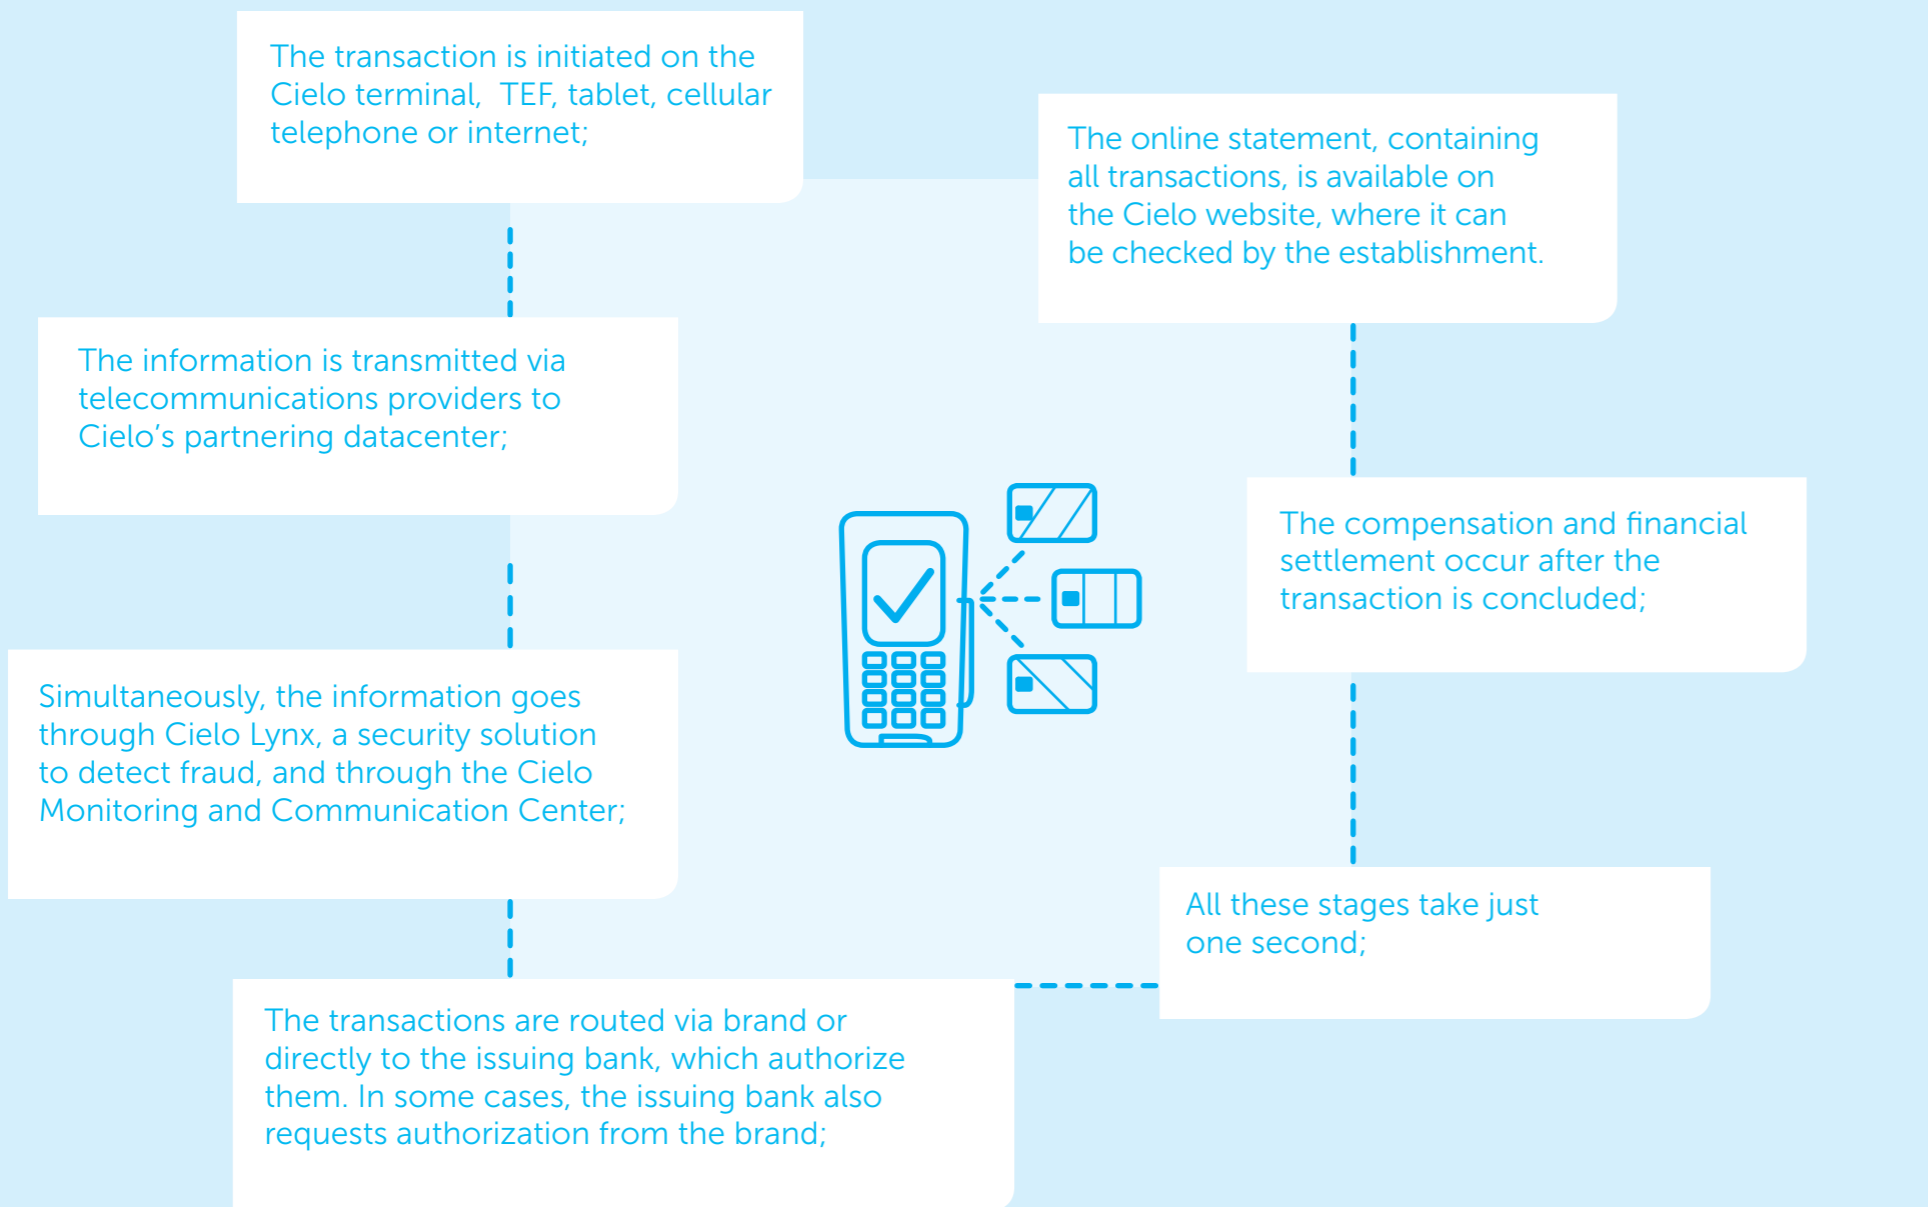 The transaction is initiated on the
Cielo terminal,  TEF, tablet, cellular
telephone or internet;
The information is transmitted via
telecommunications providers to
Cielo’s partnering datacenter;
Simultaneously, the information goes
through Cielo Lynx, a security solution
to detect fraud, and through the Cielo
Monitoring and Communication Center;
The transactions are routed via brand or
directly to the issuing bank, which authorize
them. In some cases, the issuing bank also
requests authorization from the brand;
All these stages take just
one second;
The compensation and financial
settlement occur after the
transaction is concluded;
The online statement, containing
all transactions, is available on
the Cielo website, where it can
be checked by the establishment.